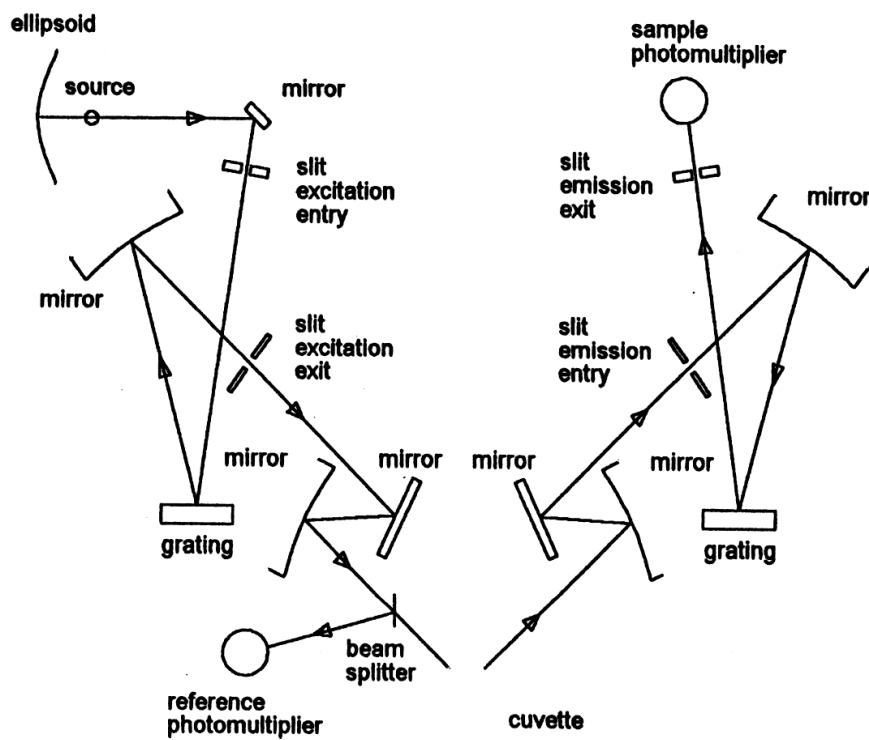 ellipsoid
source
mirror
slit
excitation
entry
mirror
slit
excitation
exit
mirror
mirror
grating
beam
splitter
reference
photomultiplier
sample
photomultiplier
slit
emission
exit
mirror
slit
emission
entry
mirror
mirror
grating
cuvette